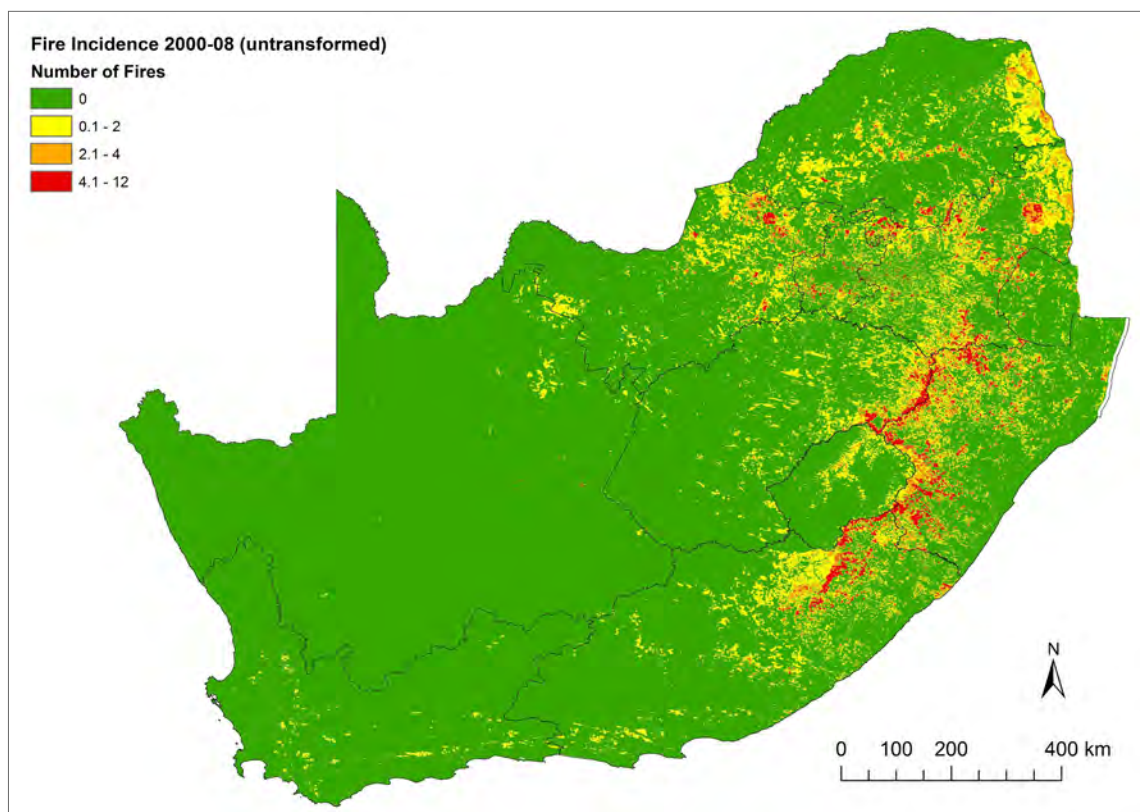 Fire Incidence 2000-08 (untransformed)
Number of Fires
0
0.1 - 2
2.1 - 4
4.1 - 12
N
0 100 200 400 km